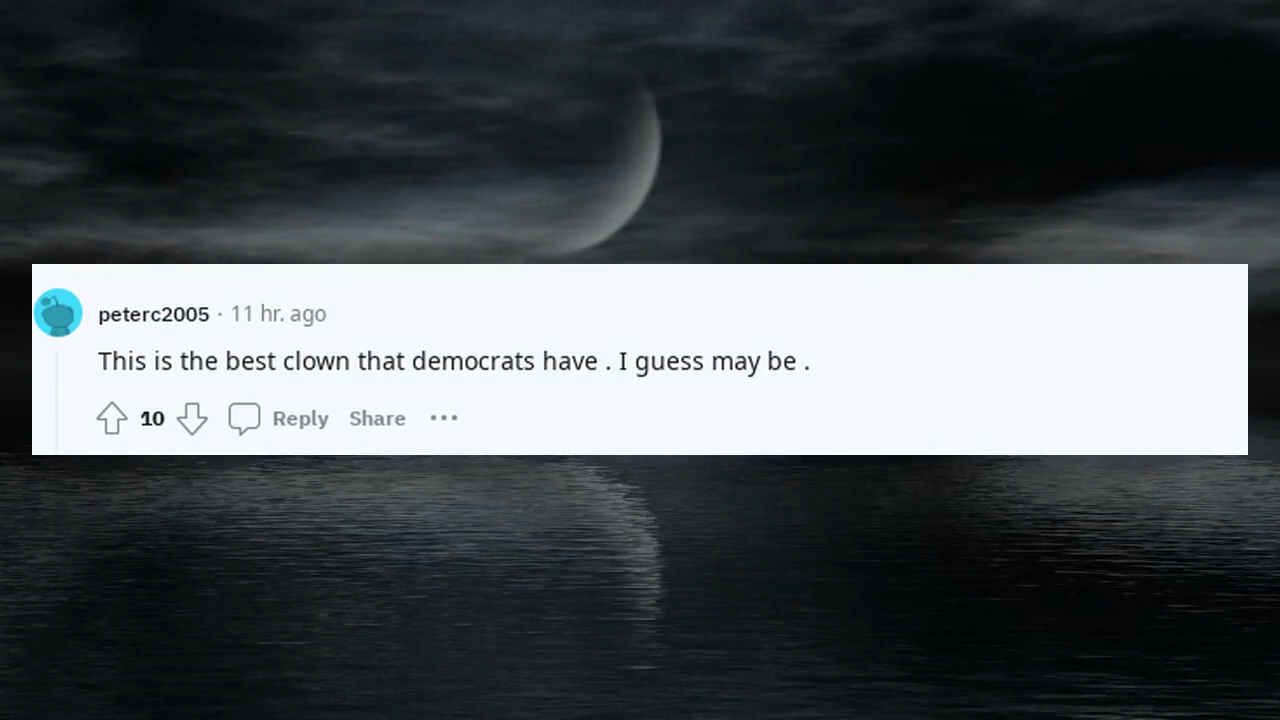 peterc2005 · 11 hr. ago
This is the best clown that democrats have . I guess may be .
10 Reply Share ···